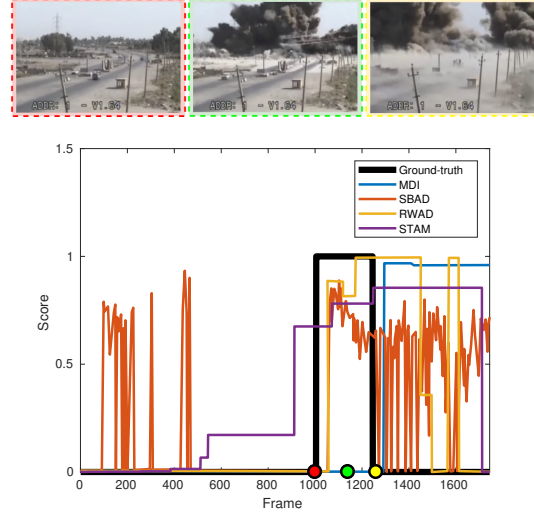 ADDR: 1 - V1.64
ADDR: 1 - V1.64
ADDR: 1 - V1.64
1.5
Ground-truth
MDI
SBAD
RWAD
STAM
1
Score
0.5
0
0 200 400 600 800 1000 1200 1400 1600
Frame